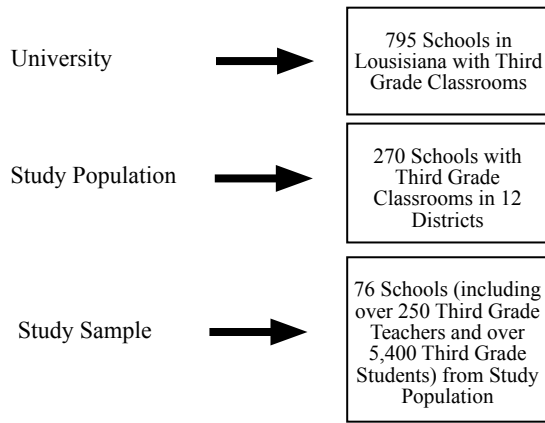 University
795 Schools in
Lousisiana with Third
Grade Classrooms
Study Population
270 Schools with
Third Grade
Classrooms in 12
Districts
Study Sample
76 Schools (including
over 250 Third Grade
Teachers and over
5,400 Third Grade
Students) from Study
Population